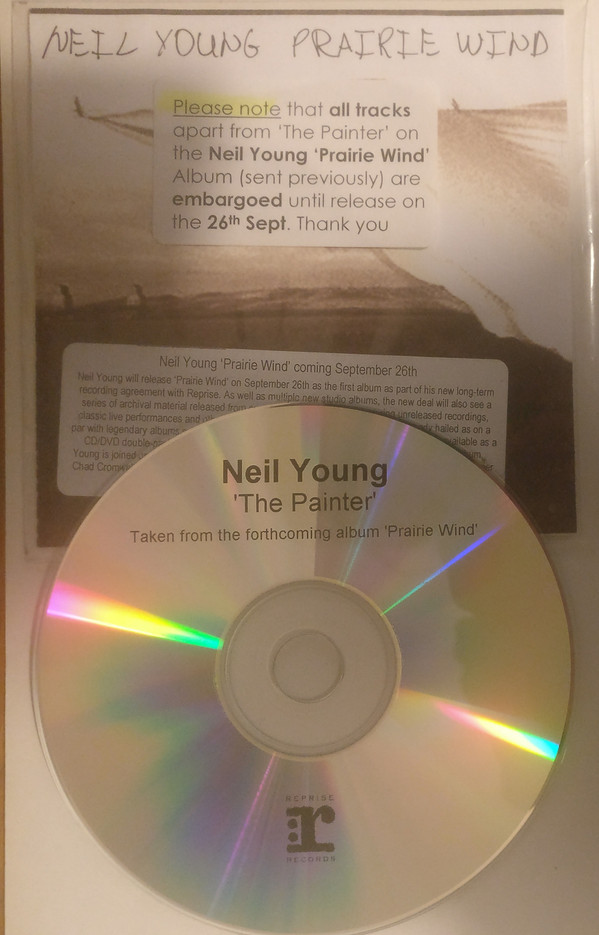 NEIL YOUNG PRAIRIE WIND
Please note that all tracks
apart from 'The Painter' on
the Neil Young 'Prairie Wind'
Album (sent previously) are
embargoed until release on
the 26th Sept. Thank you
Neil Young 'Prairie Wind' coming September 26th
Neil Young will release 'Prairie Wind' on September 26th as the first album as part of his new long-term
recording agreement with Reprise. As well as multiple new studio albums, the new deal will also see a
series of archival material released from unreleased recordings,
classic live performances and hailed as on a
par with legendary albums as a
CD/DVD
Young is joined
Chad
Neil Young
'The Painter'
Taken from the forthcoming album 'Prairie Wind'
REPRISE
r
RECORDS